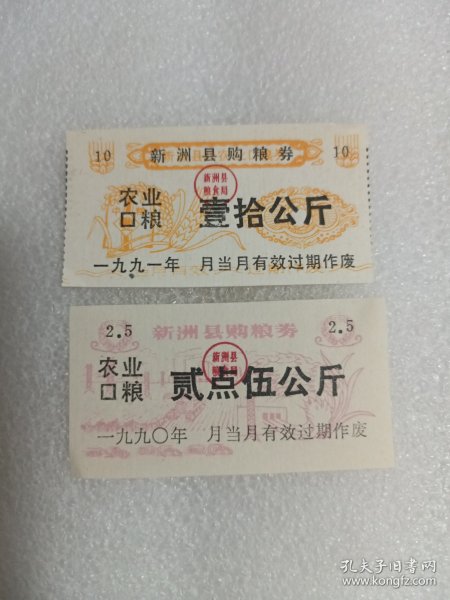 10 新洲县购粮券 10
新洲县
粮食局
农业
口粮
壹拾公斤
一九九一年 月当月有效过期作废
2.5 新洲县购粮券 2.5
新洲县
粮食局
农业
口粮
贰点伍公斤
一九九〇年 月当月有效过期作废
孔夫子旧书网
www.kongfz.com